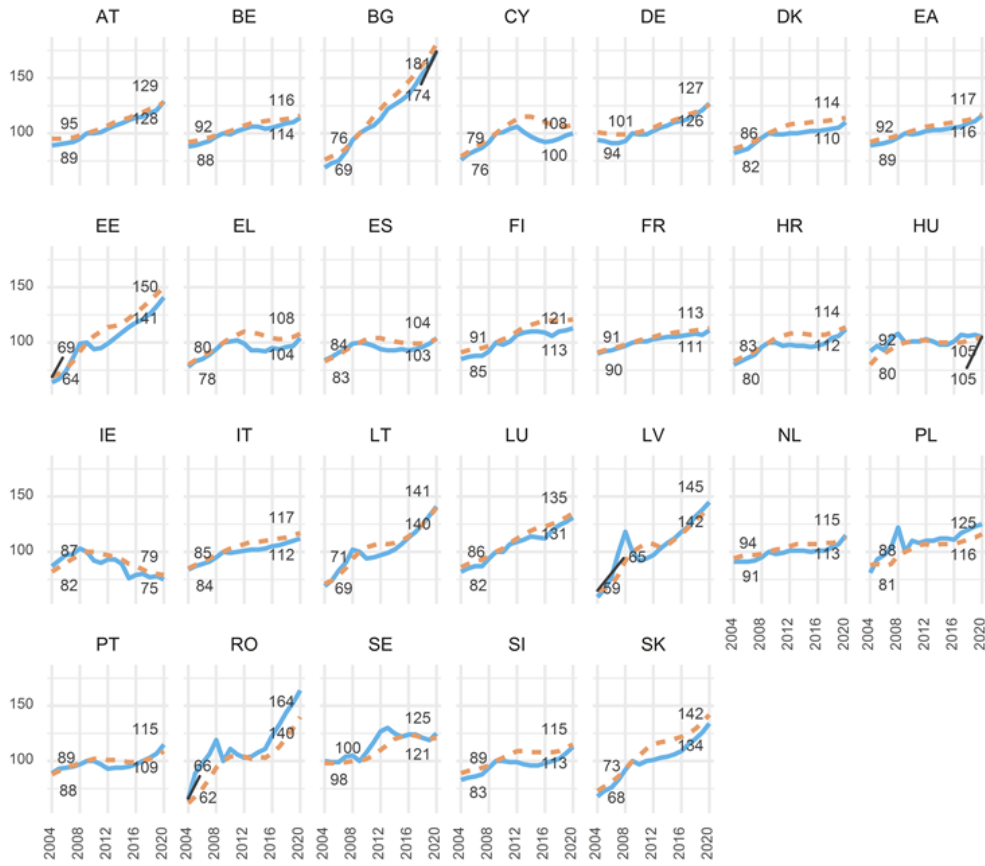 AT BE BG CY DE DK EA
150
100
95 89 129 128
92 88 116 114
76 69 181 174
79 76 108 100
101 94 127 126
86 82 114 110
92 89 117 116
EE EL ES FI FR HR HU
150
100
69 64 150 141
80 78 108 104
84 83 104 103
91 85 121 113
91 90 113 111
83 80 114 112
92 80 105 105
IE IT LT LU LV NL PL
150
100
87 82 79 75
85 84 117 112
71 69 141 140
86 82 135 131
65 59 145 142
94 91 115 113
88 81 125 116
2004 2008 2012 2016 2020
2004 2008 2012 2016 2020
PT RO SE SI SK
150
100
89 88 115 109
66 62 164 140
100 98 125 121
89 83 115 113
73 68 142 134
2004 2008 2012 2016 2020
2004 2008 2012 2016 2020
2004 2008 2012 2016 2020
2004 2008 2012 2016 2020
2004 2008 2012 2016 2020